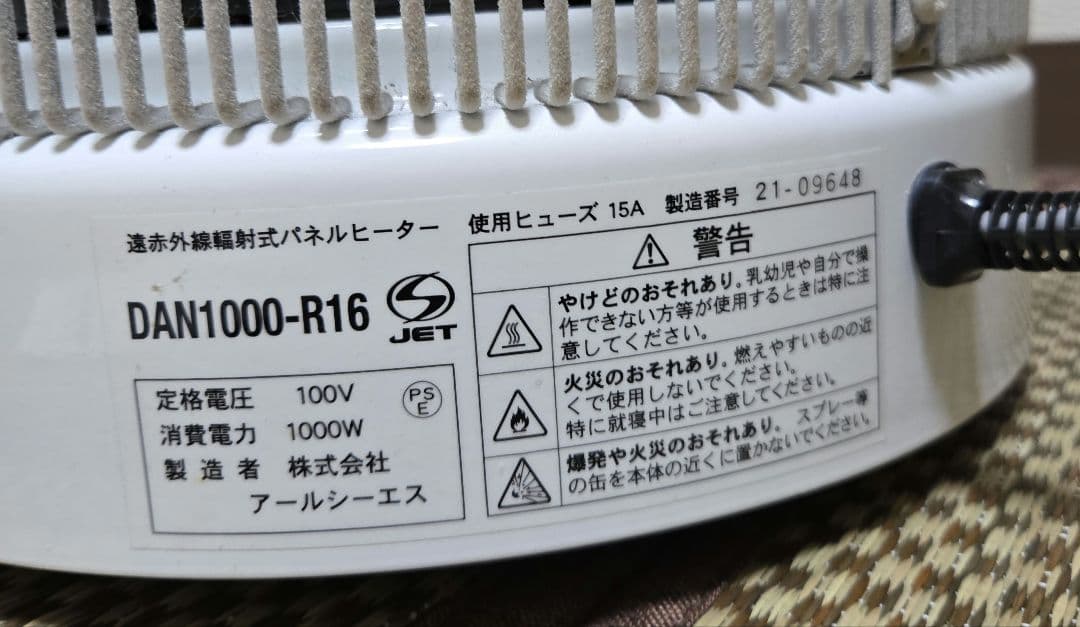 遠赤外線輻射式パネルヒーター
DAN1000-R16
S JET
定格電圧 100V
PS E
消費電力 1000W
製造者 株式会社
アールシーエス
使用ヒューズ 15A 製造番号 21-09648
警告
やけどのおそれあり。乳幼児や自分で操
作できない方等が使用するときは特に注
意してください。
火災のおそれあり。燃えやすいものの近
くで使用しないでください。
特に就寝中はご注意してください。
爆発や火災のおそれあり。スプレー等
の缶を本体の近くに置かないでください。